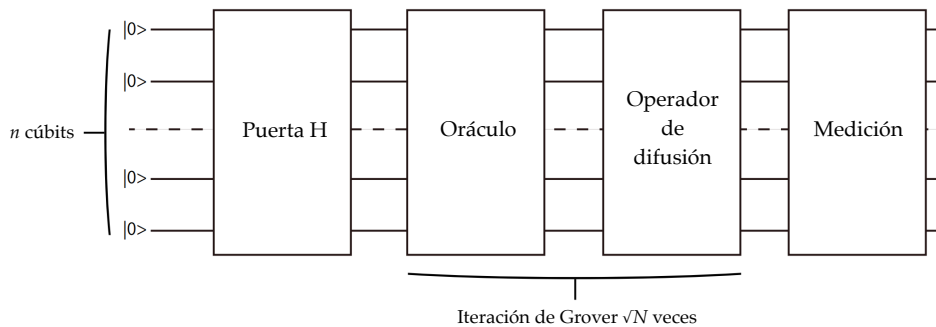 |0>
|0>
n cúbits
|0>
|0>
Puerta H
Oráculo
Operador
de
difusión
Medición
Iteración de Grover √N veces